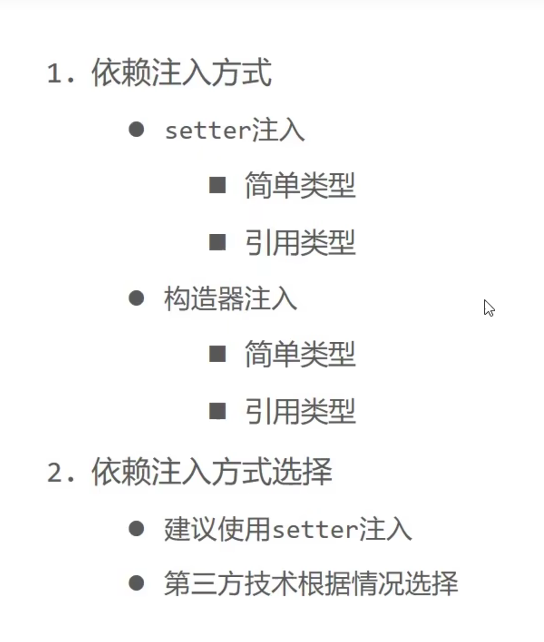 1. 依赖注入方式
● setter注入
■ 简单类型
■ 引用类型
● 构造器注入
■ 简单类型
■ 引用类型
2. 依赖注入方式选择
● 建议使用setter注入
● 第三方技术根据情况选择